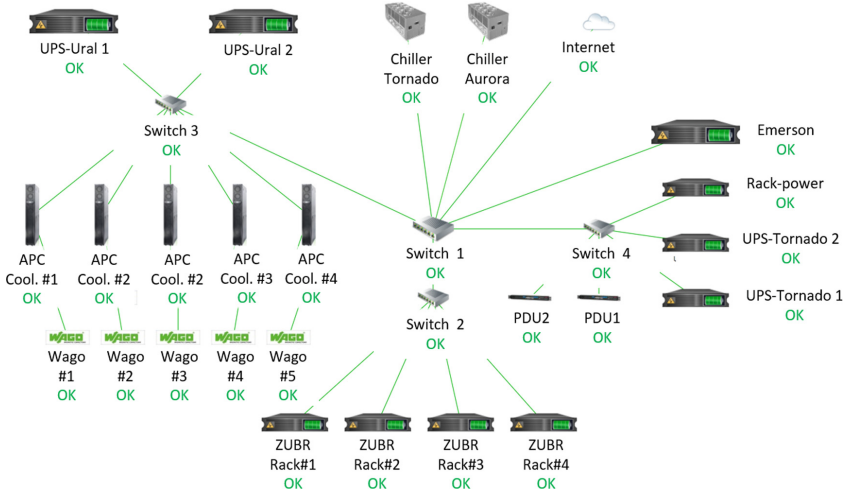 UPS-Ural 1
OK
UPS-Ural 2
OK
Chiller
Tornado
OK
Chiller
Aurora
OK
Internet
OK
Switch 3
OK
Emerson
OK
Rack-power
OK
UPS-Tornado 2
OK
UPS-Tornado 1
OK
Switch 1
OK
Switch 4
OK
APC
Cool. #1
OK
APC
Cool. #2
OK
APC
Cool. #2
OK
APC
Cool. #3
OK
APC
Cool. #4
OK
Switch 2
OK
PDU2
OK
PDU1
OK
WAGO
Wago
#1
OK
WAGO
Wago
#2
OK
WAGO
Wago
#3
OK
WAGO
Wago
#4
OK
WAGO
Wago
#5
OK
ZUBR
Rack#1
OK
ZUBR
Rack#2
OK
ZUBR
Rack#3
OK
ZUBR
Rack#4
OK